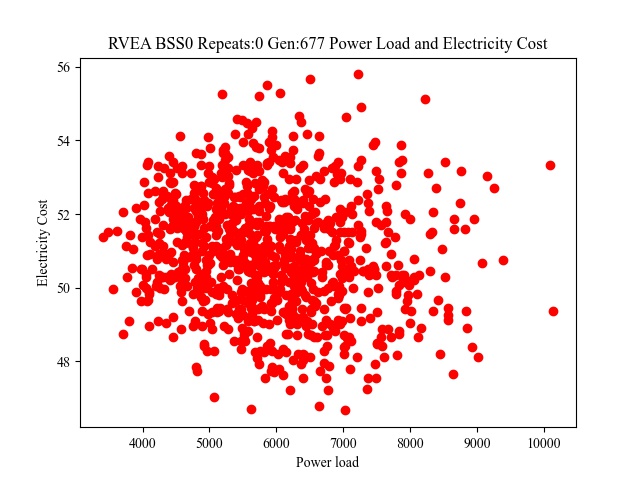 RVEA BSS0 Repeats:0 Gen:677 Power Load and Electricity Cost
56
54
52
50
48
Electricity Cost
4000 5000 6000 7000 8000 9000 10000
Power load